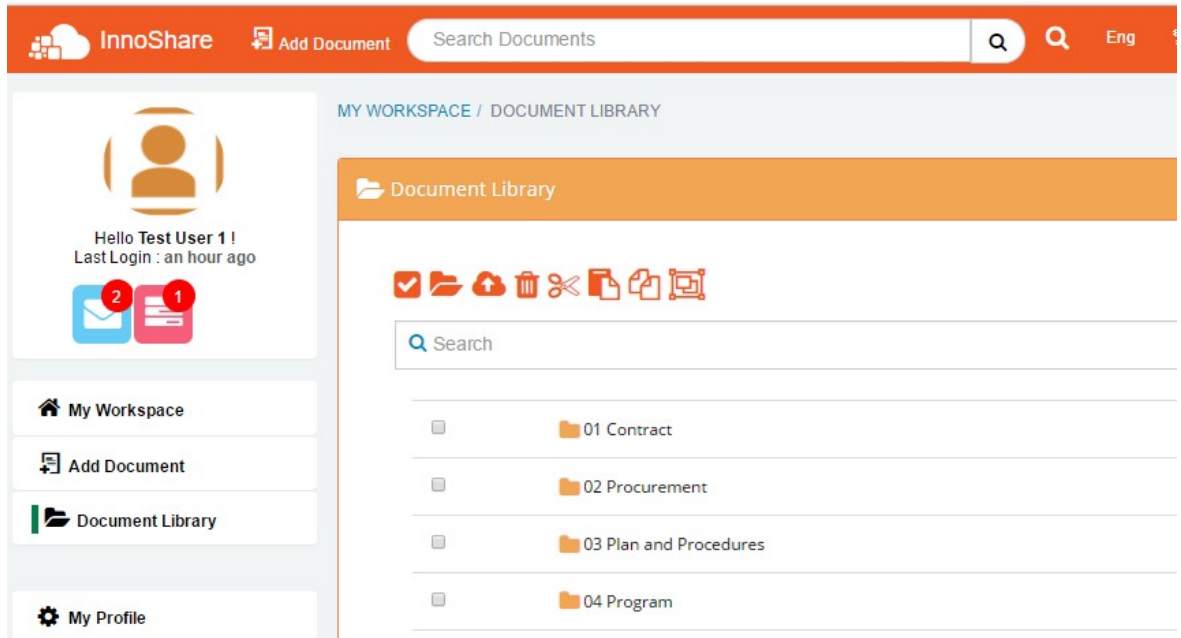 InnoShare
Add Document
Search Documents
Eng
MY WORKSPACE / DOCUMENT LIBRARY
Document Library
Hello Test User 1 !
Last Login : an hour ago
2
1
Search
My Workspace
Add Document
Document Library
My Profile
01 Contract
02 Procurement
03 Plan and Procedures
04 Program